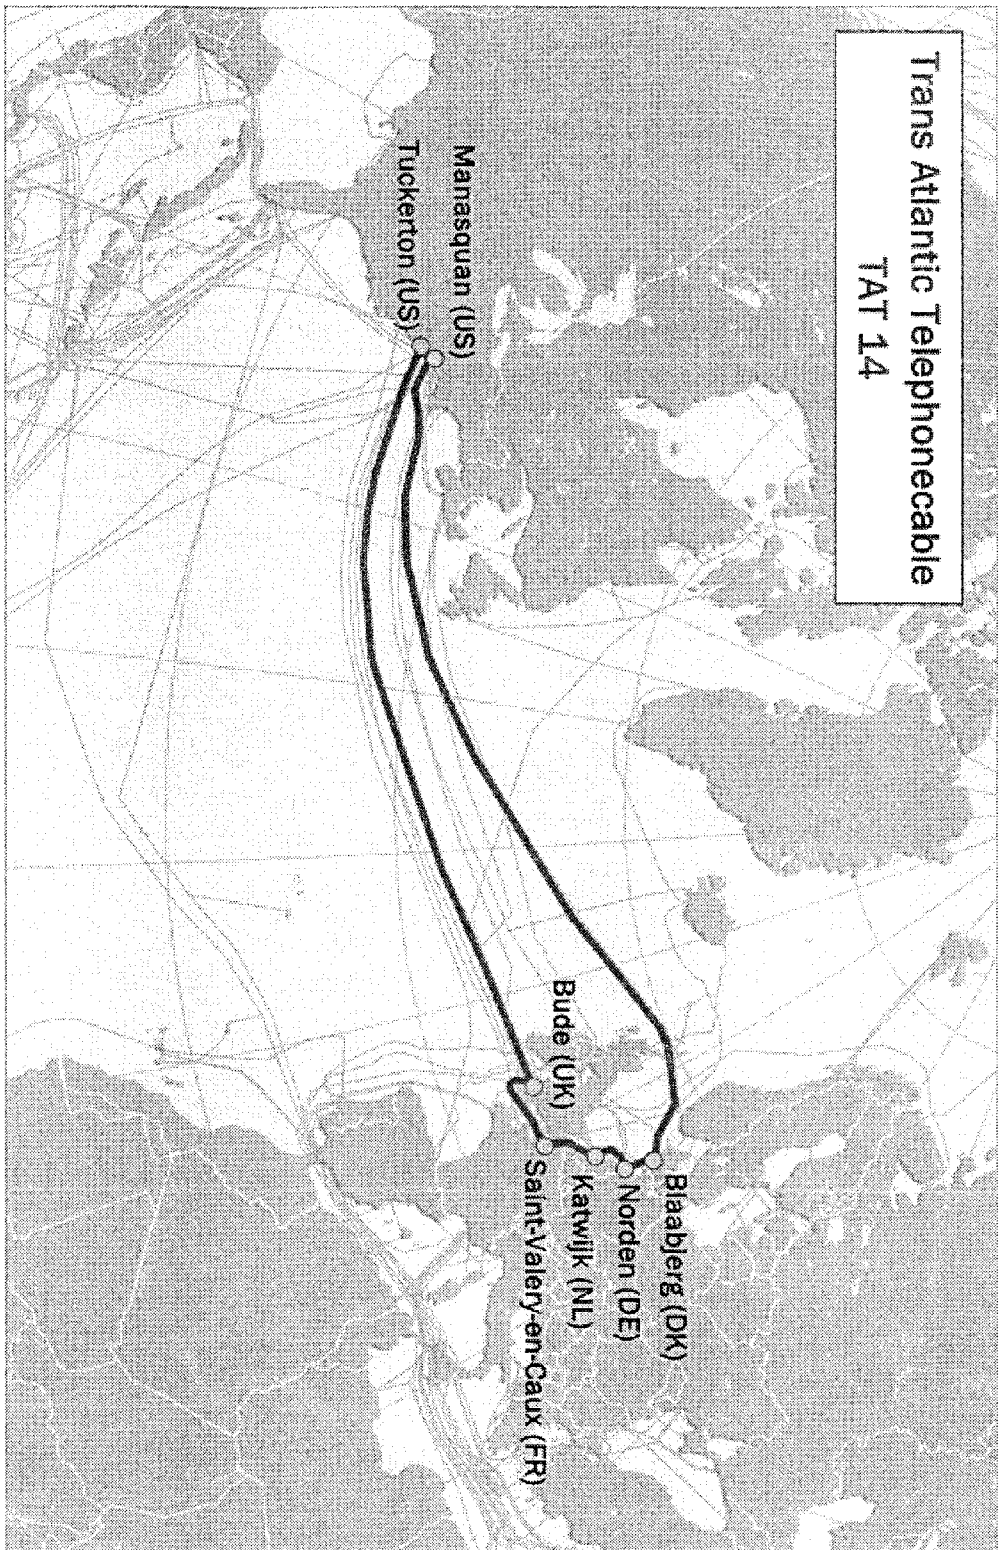 Trans Atlantic Telephonecable
TAT 14
Manasquan (US)
Tuckerton (US)
Blaabjerg (DK)
Norden (DE)
Katwijk (NL)
Bude (UK)
Saint-Valery-en-Caux (FR)